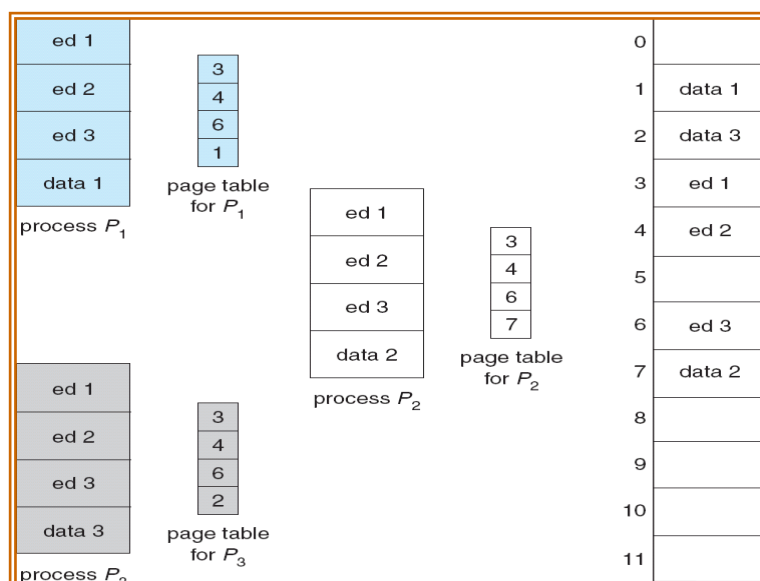 ed 1
ed 2
ed 3
data 1
process P1
3
4
6
1
page table
for P1
ed 1
ed 2
ed 3
data 2
process P2
3
4
6
7
page table
for P2
ed 1
ed 2
ed 3
data 3
process P3
3
4
6
2
page table
for P3
0
1 data 1
2 data 3
3 ed 1
4 ed 2
5
6 ed 3
7 data 2
8
9
10
11